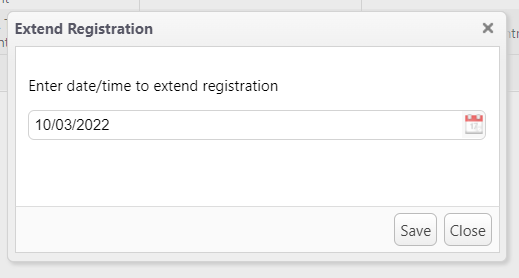 Extend Registration
Enter date/time to extend registration
10/03/2022
Save
Close